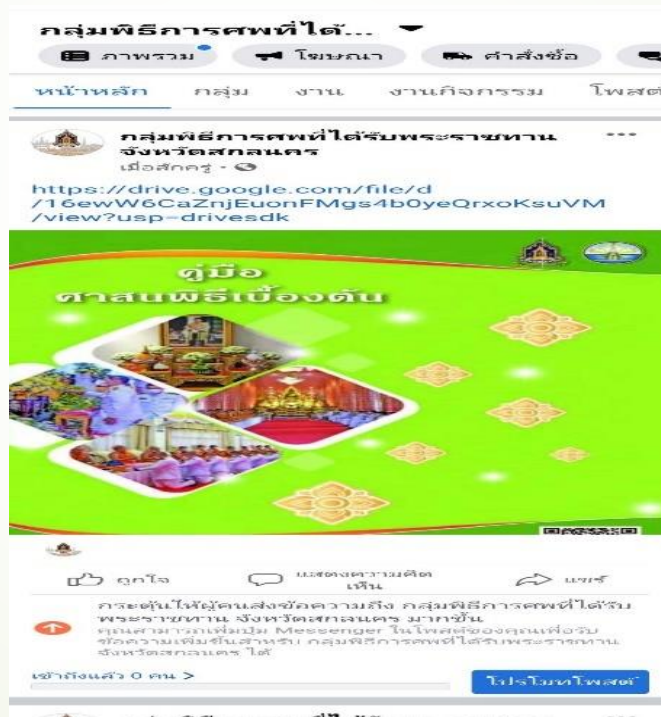 กลุ่มพิธีการศพที่ได้...
ภาพรวม โฆษณา คำสั่งซื้อ
หน้าหลัก กลุ่ม งาน งานกิจกรรม โพสต์
กลุ่มพิธีการศพที่ได้รับพระราชทาน
จังหวัดสกลนคร
เมื่อสักครู่ ·
https://drive.google.com/file/d
/16ewW6CaZnjEuonFMgs4b0yeQrxoKsuVM
/view?usp=drivesdk
คู่มือ
ศาสนพิธีเบื้องต้น
ถูกใจ แสดงความคิด
เห็น แชร์
กระตุ้นให้ผู้คนส่งข้อความถึง กลุ่มพิธีการศพที่ได้รับ
พระราชทาน จังหวัดสกลนคร มากขึ้น
คุณสามารถเพิ่มปุ่ม Messenger ในโพสต์ของคุณเพื่อรับ
ข้อความเพิ่มขึ้นสำหรับ กลุ่มพิธีการศพที่ได้รับพระราชทาน
จังหวัดสกลนคร ได้
เข้าถึงแล้ว 0 คน >
โปรโมทโพสต์